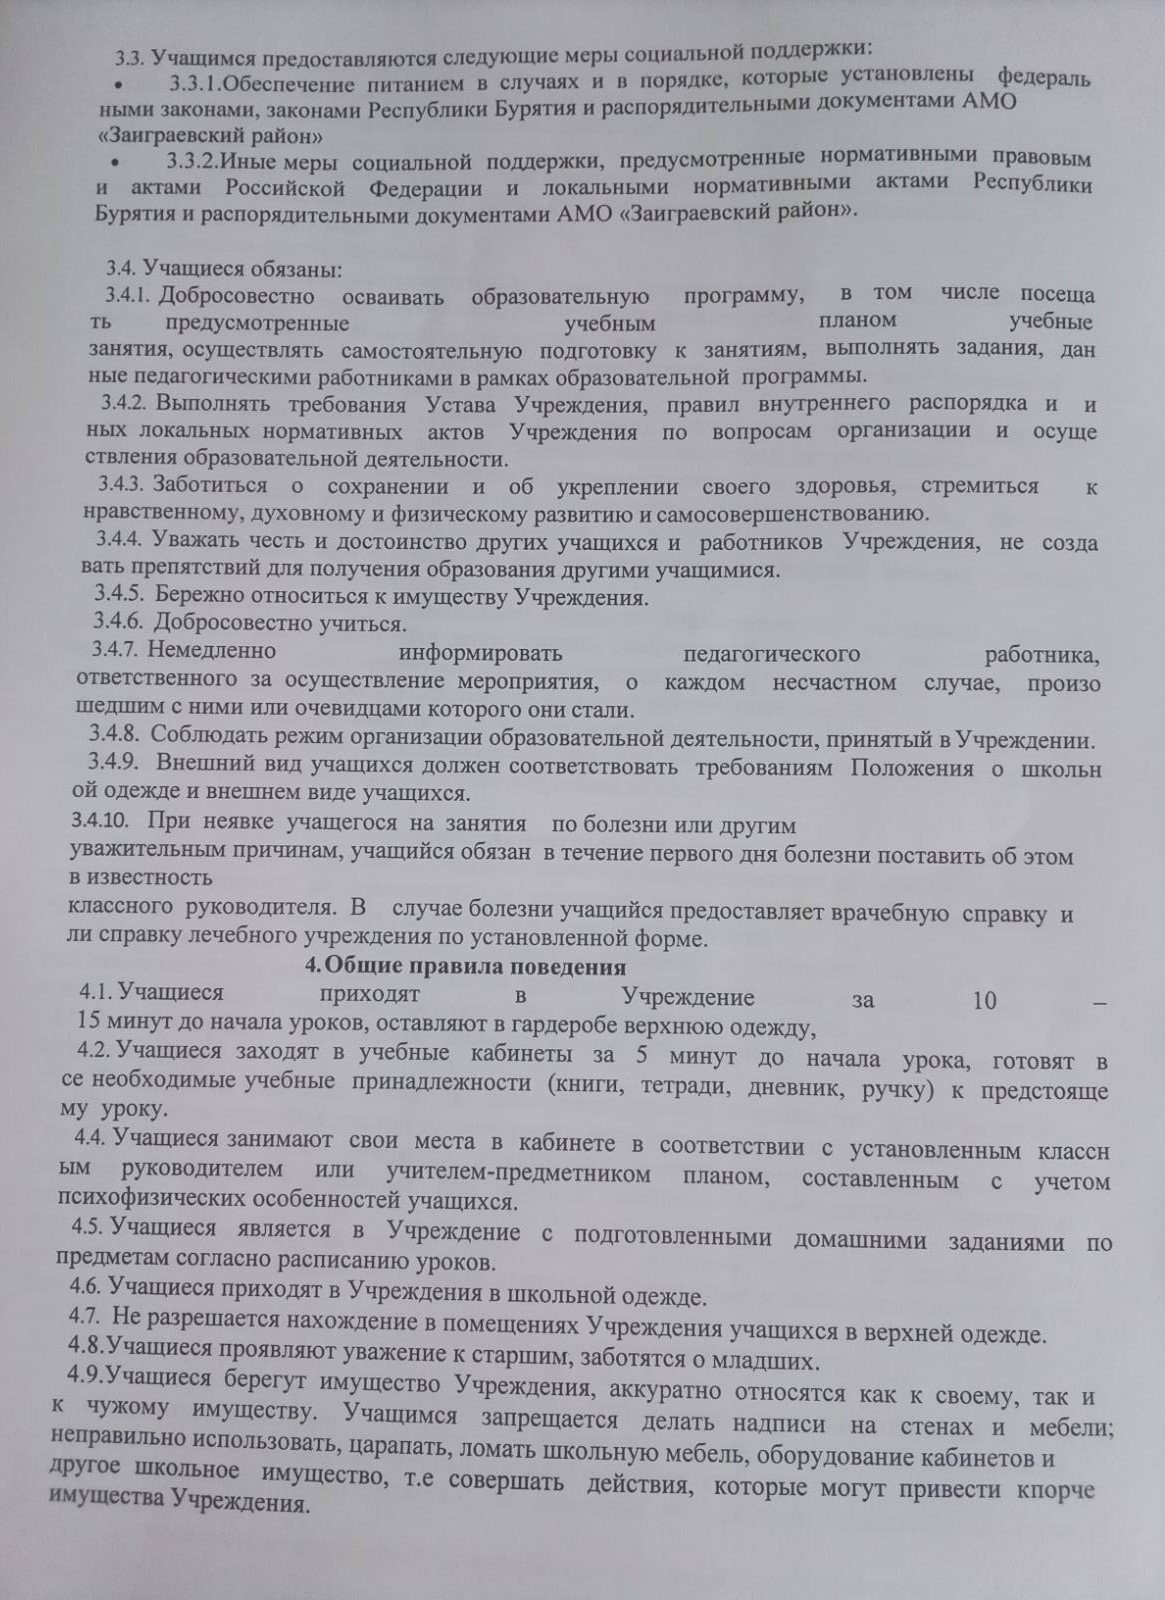 3.3. Учащимся предоставляются следующие меры социальной поддержки:
• 3.3.1.Обеспечение питанием в случаях и в порядке, которые установлены федераль
ными законами, законами Республики Бурятия и распорядительными документами АМО
«Заиграевский район»
• 3.3.2.Иные меры социальной поддержки, предусмотренные нормативными правовым
и актами Российской Федерации и локальными нормативными актами Республики
Бурятия и распорядительными документами АМО «Заиграевский район».
3.4. Учащиеся обязаны:
3.4.1. Добросовестно осваивать образовательную программу, в том числе посеща
ть предусмотренные учебным планом учебные
занятия, осуществлять самостоятельную подготовку к занятиям, выполнять задания, дан
ные педагогическими работниками в рамках образовательной программы.
3.4.2. Выполнять требования Устава Учреждения, правил внутреннего распорядка и и
ных локальных нормативных актов Учреждения по вопросам организации и осуще
ствления образовательной деятельности.
3.4.3. Заботиться о сохранении и об укреплении своего здоровья, стремиться к
нравственному, духовному и физическому развитию и самосовершенствованию.
3.4.4. Уважать честь и достоинство других учащихся и работников Учреждения, не созда
вать препятствий для получения образования другими учащимися.
3.4.5. Бережно относиться к имуществу Учреждения.
3.4.6. Добросовестно учиться.
3.4.7. Немедленно информировать педагогического работника,
ответственного за осуществление мероприятия, о каждом несчастном случае, произо
шедшим с ними или очевидцами которого они стали.
3.4.8. Соблюдать режим организации образовательной деятельности, принятый в Учреждении.
3.4.9. Внешний вид учащихся должен соответствовать требованиям Положения о школьн
ой одежде и внешнем виде учащихся.
3.4.10. При неявке учащегося на занятия по болезни или другим
уважительным причинам, учащийся обязан в течение первого дня болезни поставить об этом
в известность
классного руководителя. В случае болезни учащийся предоставляет врачебную справку и
ли справку лечебного учреждения по установленной форме.
4.Общие правила поведения
4.1. Учащиеся приходят в Учреждение за 10 –
15 минут до начала уроков, оставляют в гардеробе верхнюю одежду,
4.2. Учащиеся заходят в учебные кабинеты за 5 минут до начала урока, готовят в
се необходимые учебные принадлежности (книги, тетради, дневник, ручку) к предстояще
му уроку.
4.4. Учащиеся занимают свои места в кабинете в соответствии с установленным классн
ым руководителем или учителем-предметником планом, составленным с учетом
психофизических особенностей учащихся.
4.5. Учащиеся является в Учреждение с подготовленными домашними заданиями по
предметам согласно расписанию уроков.
4.6. Учащиеся приходят в Учреждения в школьной одежде.
4.7. Не разрешается нахождение в помещениях Учреждения учащихся в верхней одежде.
4.8.Учащиеся проявляют уважение к старшим, заботятся о младших.
4.9.Учащиеся берегут имущество Учреждения, аккуратно относятся как к своему, так и
к чужому имуществу. Учащимся запрещается делать надписи на стенах и мебели;
неправильно использовать, царапать, ломать школьную мебель, оборудование кабинетов и
другое школьное имущество, т.е совершать действия, которые могут привести кпорче
имущества Учреждения.